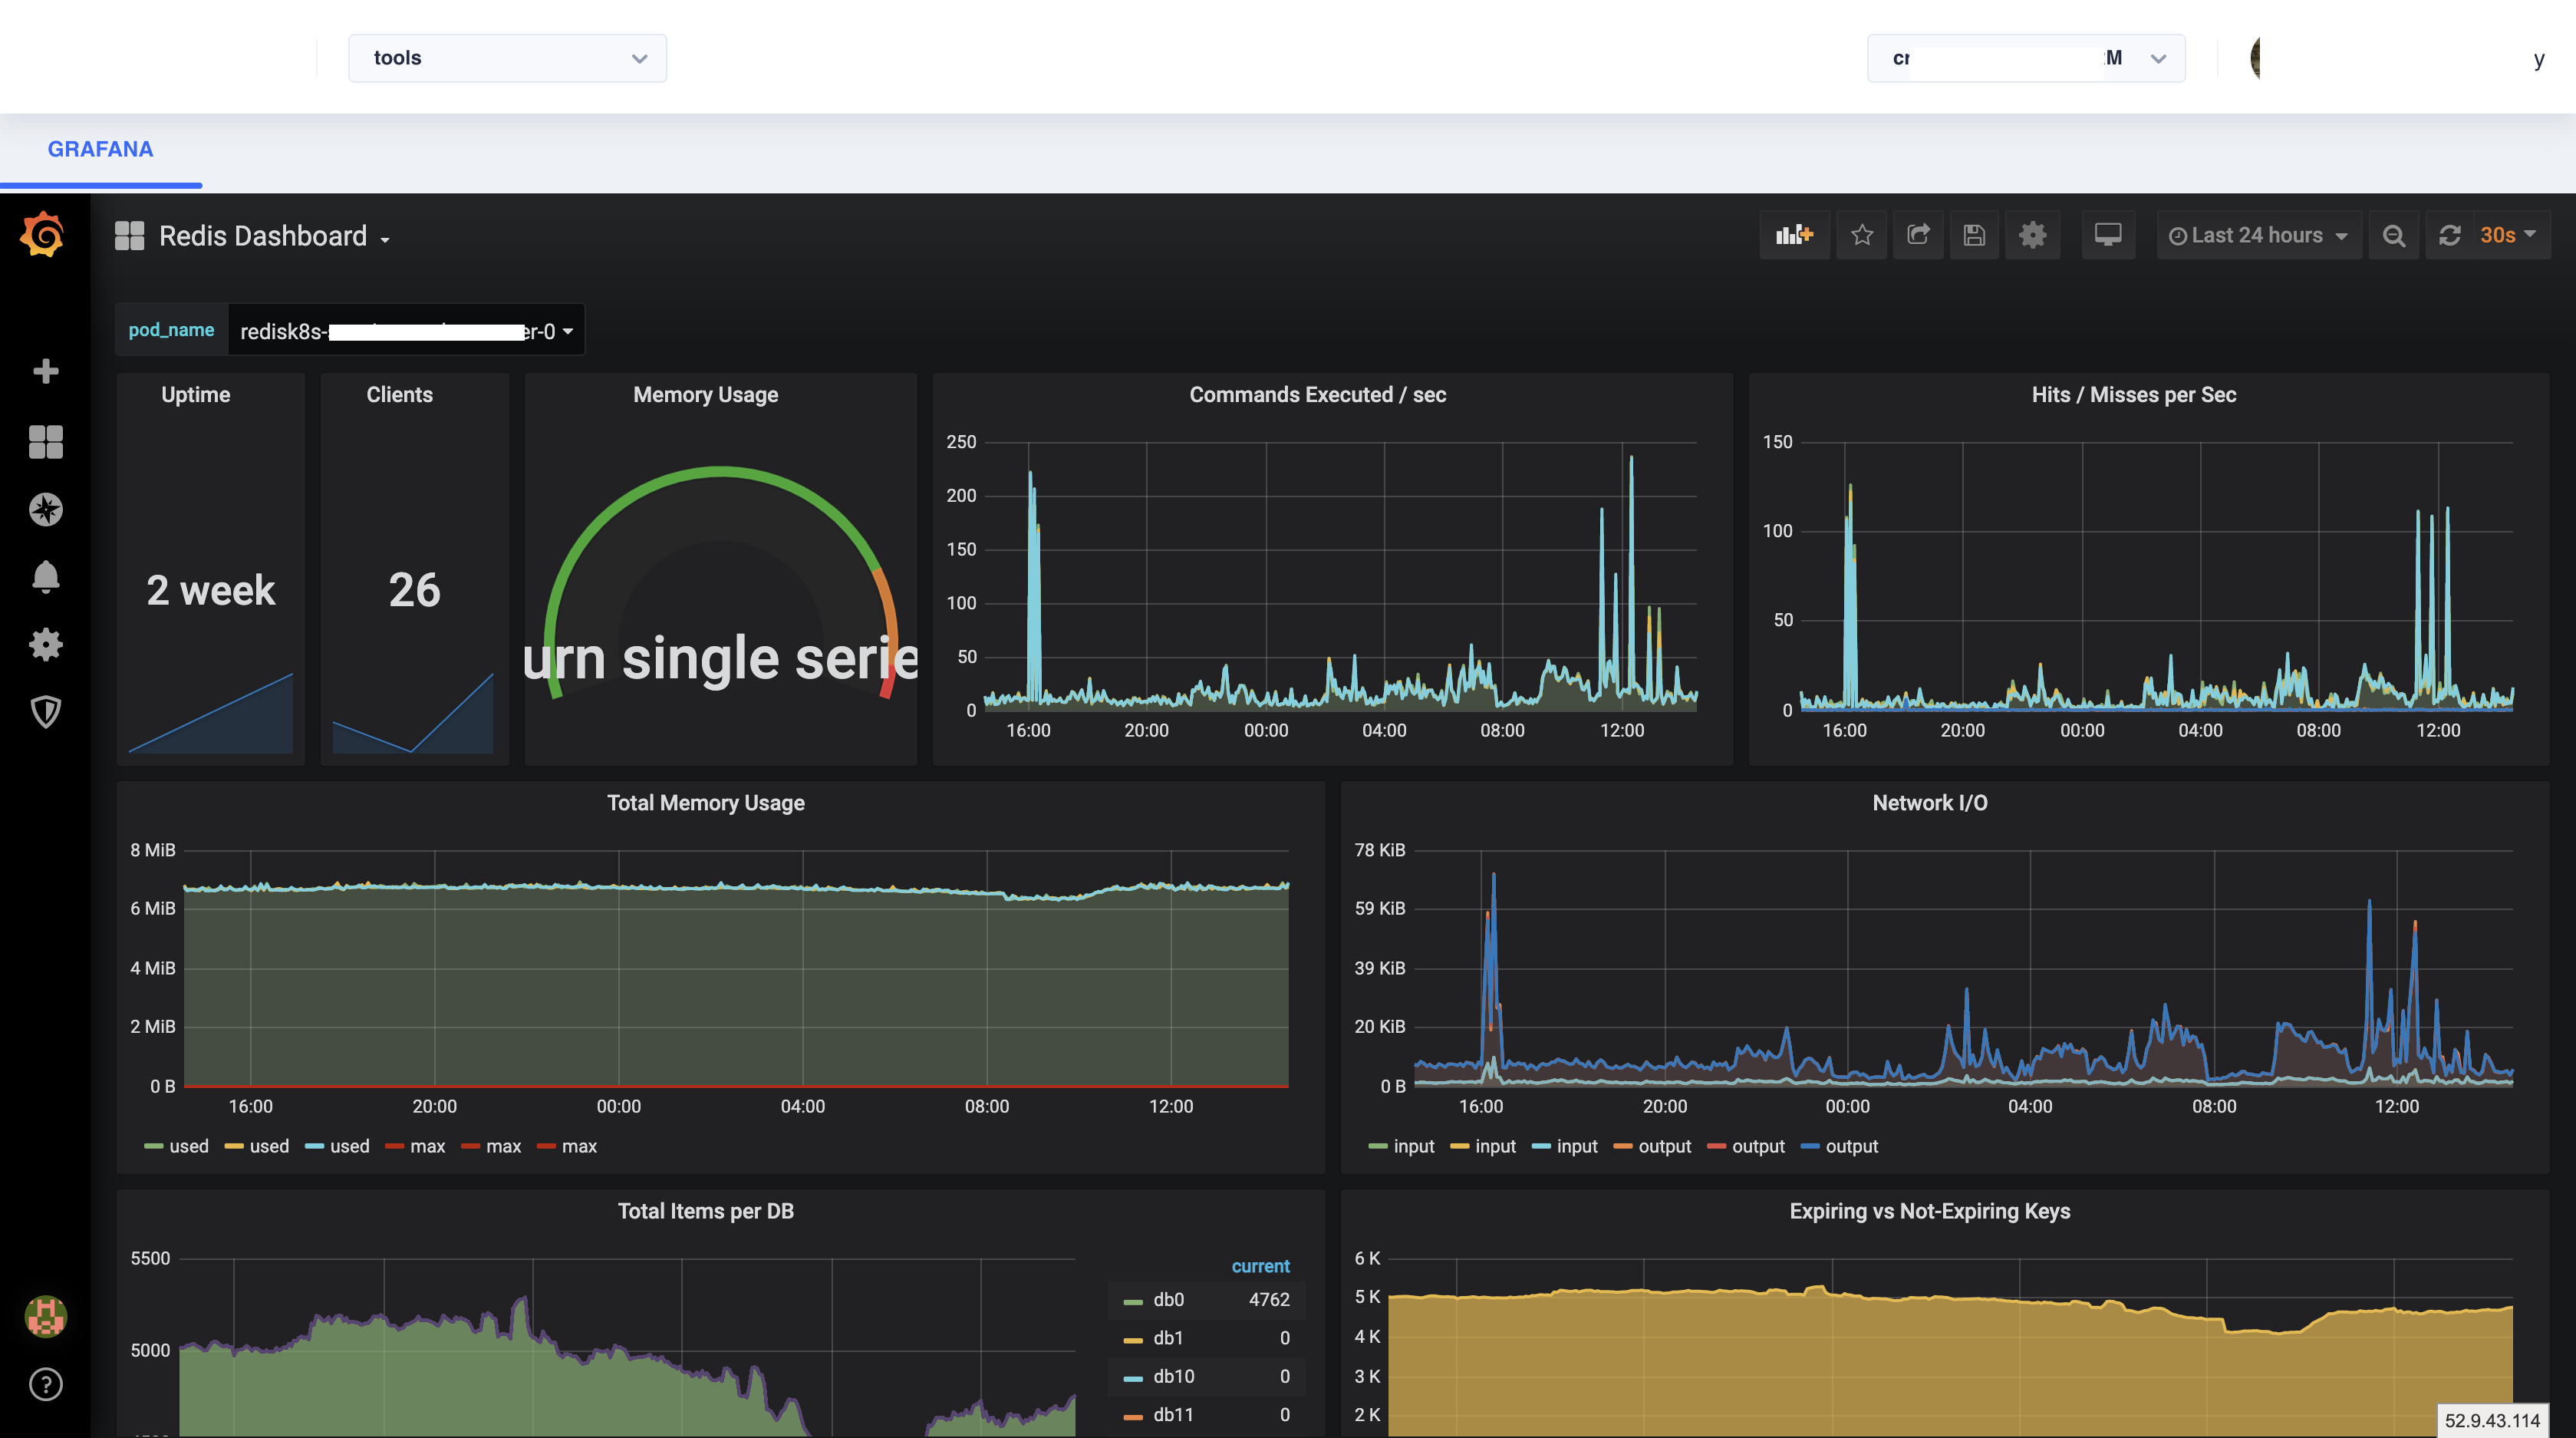 tools
y
GRAFANA
Redis Dashboard
Last 24 hours
30s
pod_name
redisk8s-
er-0
Uptime
Clients
Memory Usage
Commands Executed / sec
Hits / Misses per Sec
2 week
26
urn single serie
250
200
150
100
50
0
16:00 20:00 00:00 04:00 08:00 12:00
150
100
50
0
16:00 20:00 00:00 04:00 08:00 12:00
Total Memory Usage
8 MiB
6 MiB
4 MiB
2 MiB
0 B
16:00 20:00 00:00 04:00 08:00 12:00
used used used max max max
Network I/O
78 KiB
59 KiB
39 KiB
20 KiB
0 B
16:00 20:00 00:00 04:00 08:00 12:00
input input input output output output
Total Items per DB
5500
5000
current
db0 4762
db1 0
db10 0
db11 0
Expiring vs Not-Expiring Keys
6 K
5 K
4 K
3 K
2 K
52.9.43.114